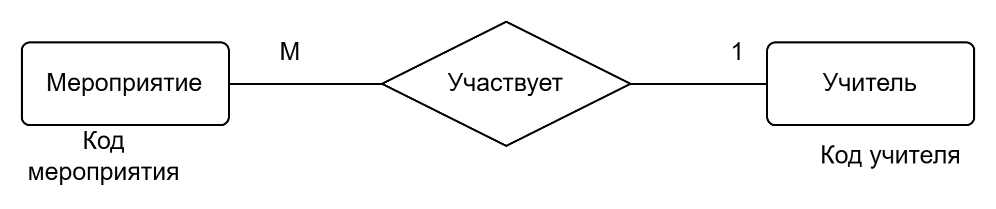 М
1
Мероприятие
Участвует
Учитель
Код
мероприятия
Код учителя